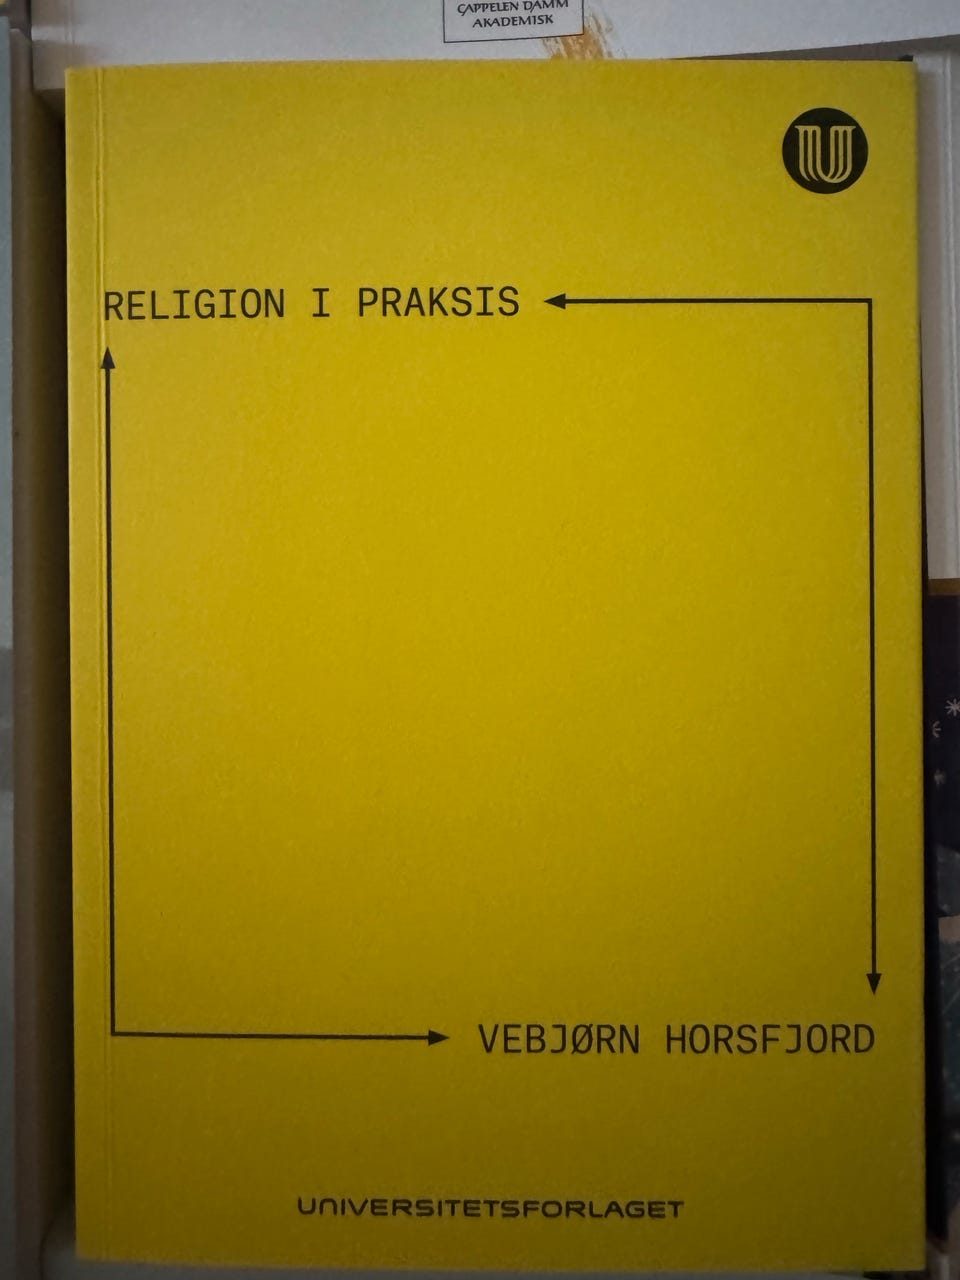 CAPPELEN DAMM
AKADEMISK
U
RELIGION I PRAKSIS
VEBJØRN HORSFJORD
UNIVERSITETSFORLAGET